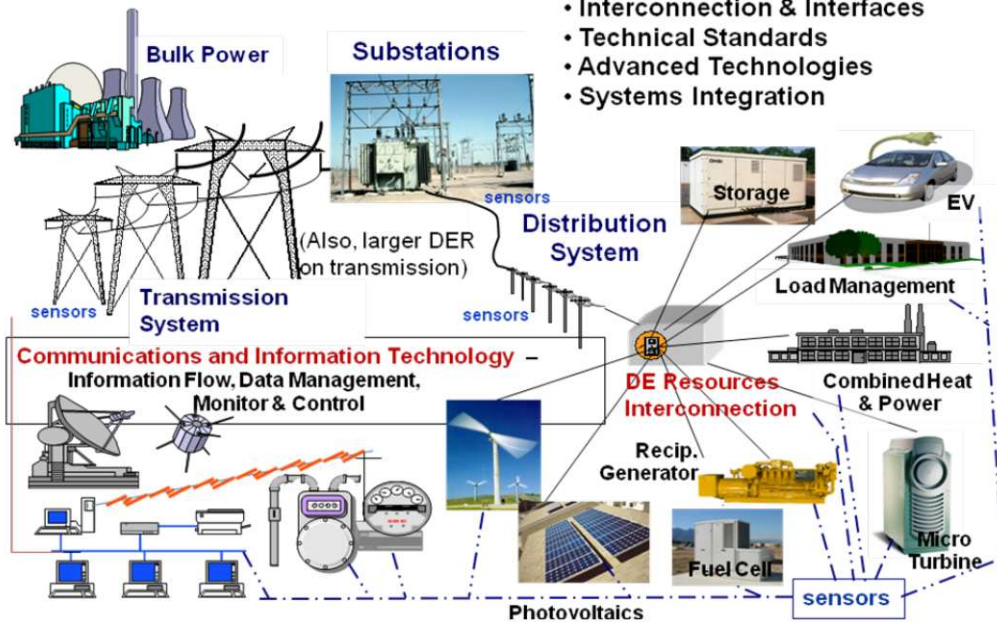 • Interconnection & Interfaces
• Technical Standards
• Advanced Technologies
• Systems Integration
Bulk Power
Substations
sensors
Storage
EV
Distribution
System
(Also, larger DER
on transmission)
Load Management
sensors
Transmission
System
sensors
Communications and Information Technology –
Information Flow, Data Management,
Monitor & Control
DE Resources
Interconnection
Combined Heat
& Power
Recip.
Generator
Micro
Turbine
Fuel Cell
Photovoltaics
sensors